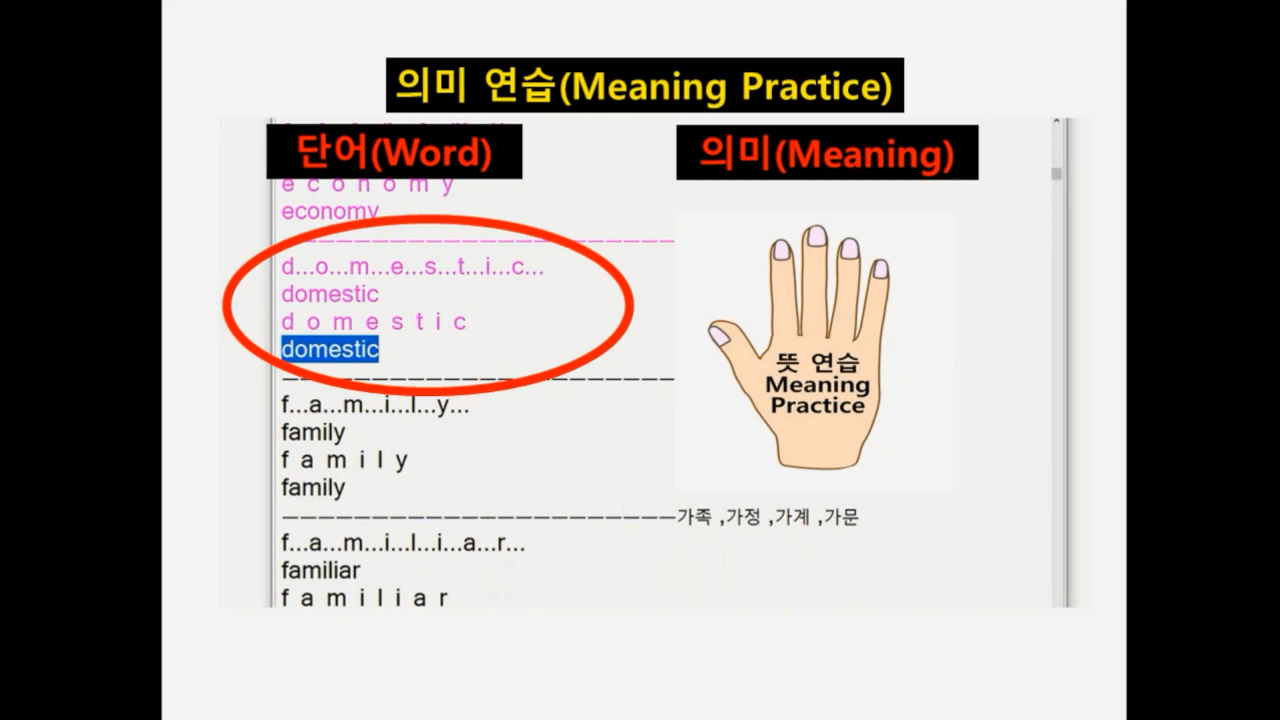 의미 연습(Meaning Practice)
단어(Word)
의미(Meaning)
e c o n o m y
economy
d...o...m...e...s...t...i...c...
domestic
d o m e s t i c
domestic
f...a...m...i...l...y...
family
f a m i l y
family
가족 ,가정 ,가계 ,가문
f...a...m...i...l...i...a...r...
familiar
f a m i l i a r
뜻 연습
Meaning
Practice